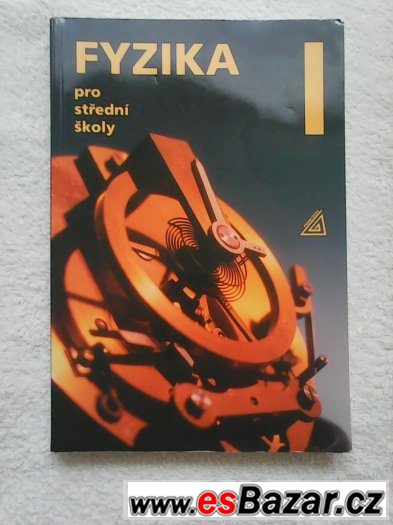 FYZIKA
I
pro
střední
školy
www.esBazar.cz